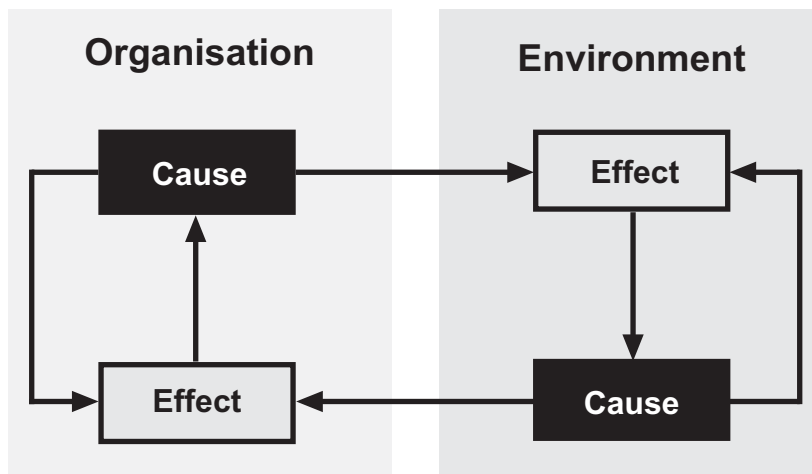 Organisation
Environment
Cause
Effect
Effect
Cause